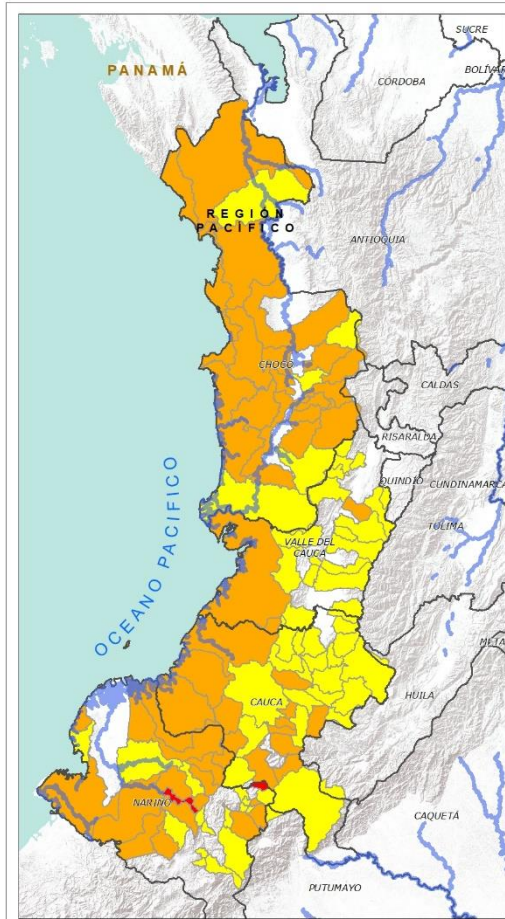 SUCRE
PANAMÁ
BOLÍVAR
CÓRDOBA
REGIÓN
PACÍFICO
ANTIOQUIA
CHOCÓ
CALDAS
RISARALDA
QUINDÍO
CUNDINAMARCA
TOLIMA
VALLE DEL
CAUCA
OCEANO PACIFICO
META
HUILA
CAUCA
NARIÑO
CAQUETÁ
PUTUMAYO